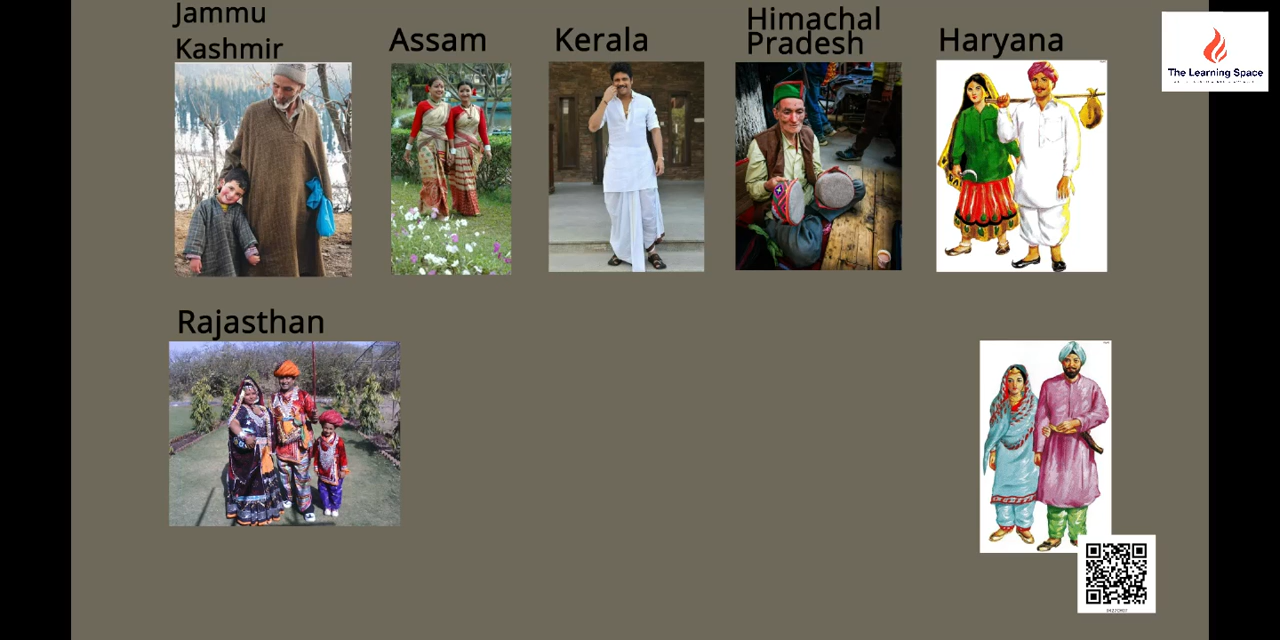 Jammu
Kashmir
Assam
Kerala
Himachal
Pradesh
Haryana
The Learning Space
Rajasthan